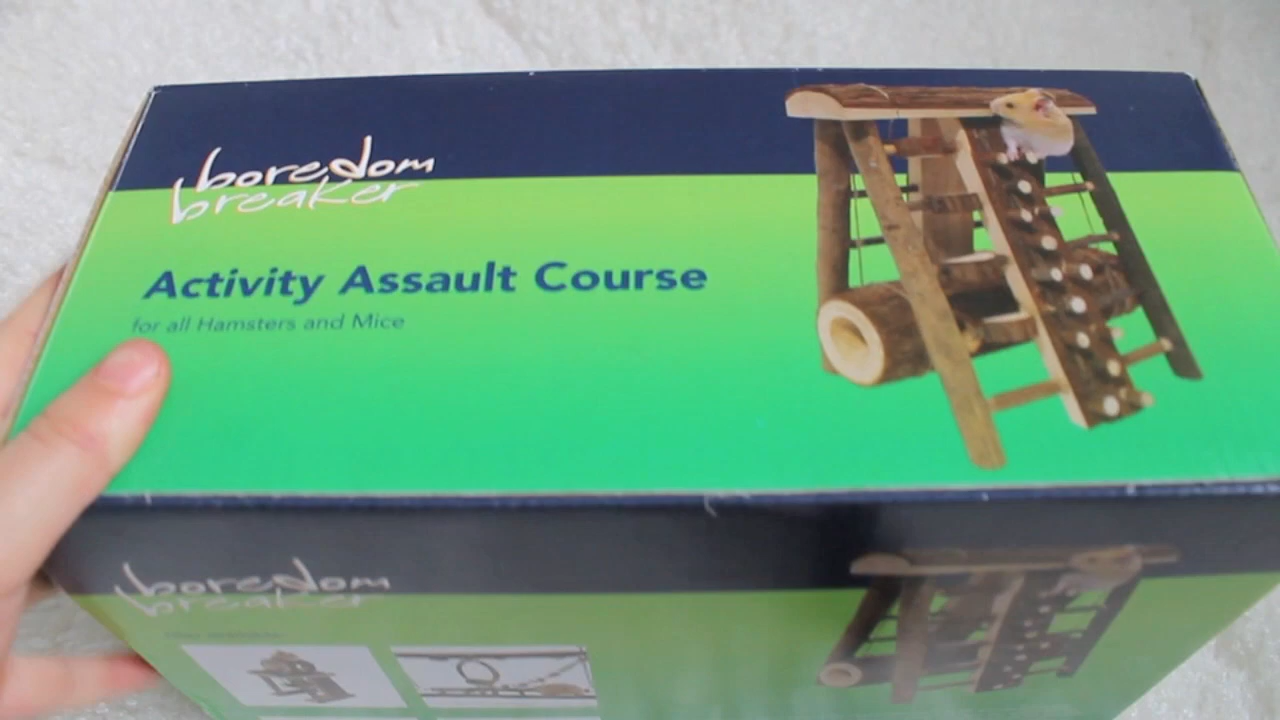 boredom
breaker
Activity Assault Course
for all Hamsters and Mice
boredom
breaker